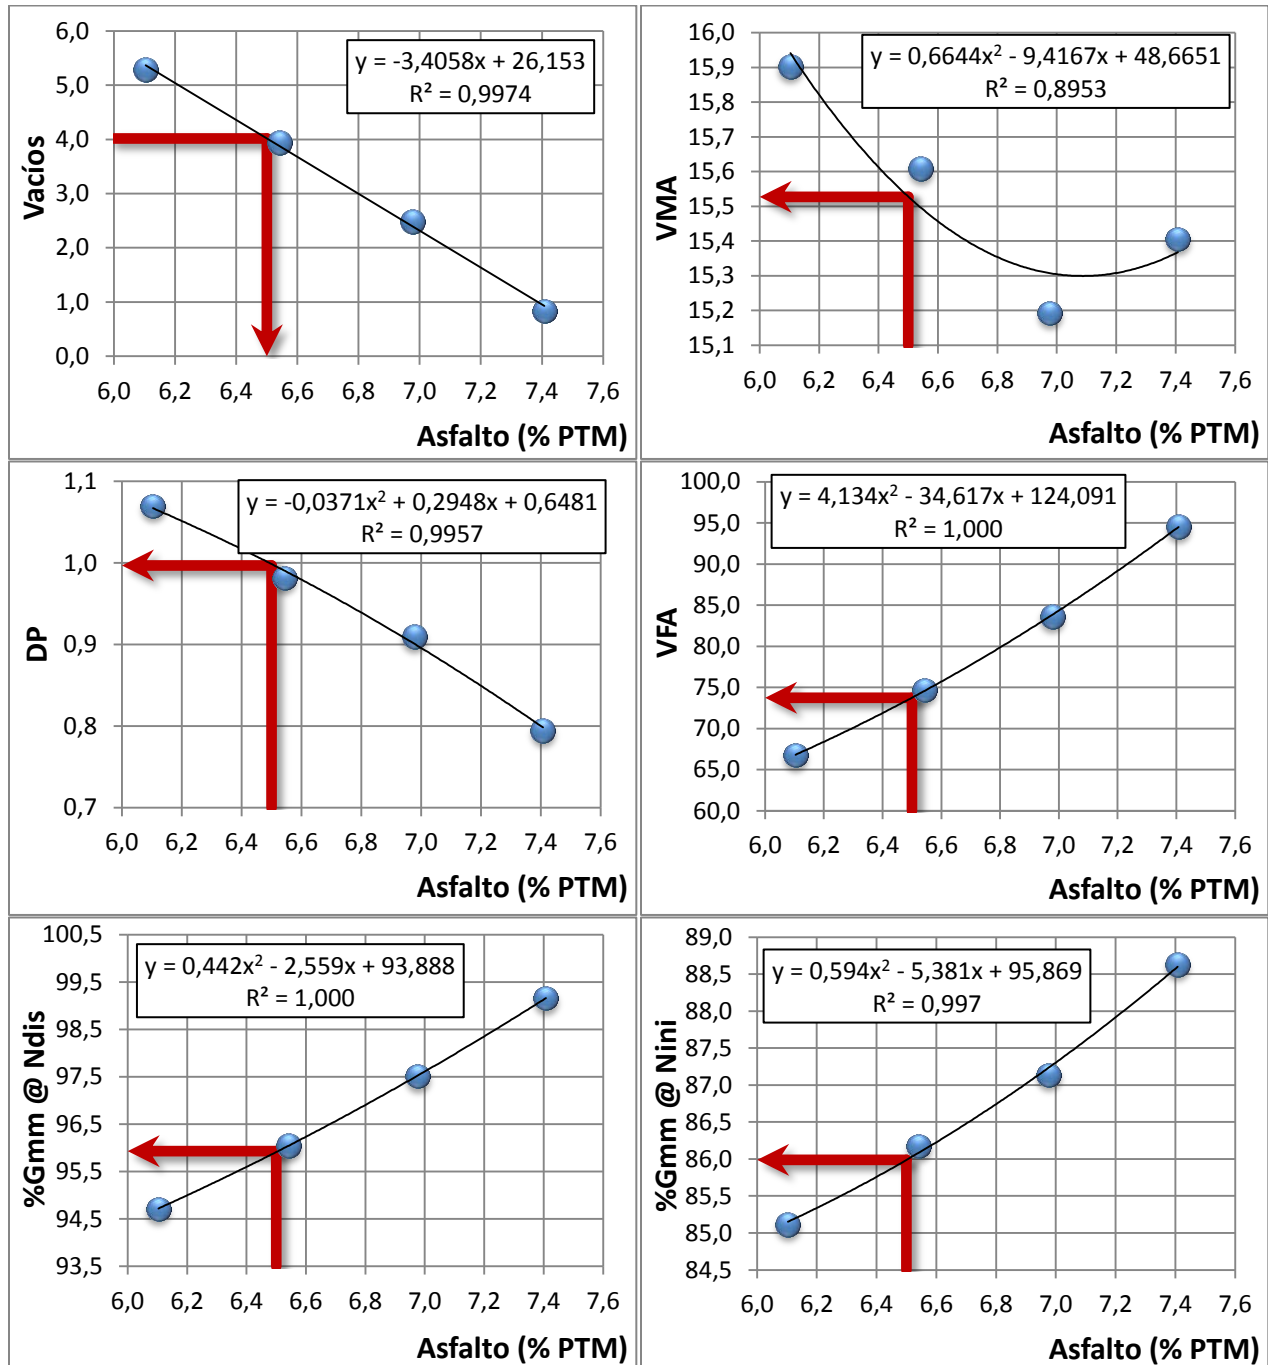 6,0
5,0
4,0
3,0
2,0
1,0
0,0
Vacíos
y = -3,4058x + 26,153
R² = 0,9974
6,0 6,2 6,4 6,6 6,8 7,0 7,2 7,4 7,6
Asfalto (% PTM)
16,0
15,9
15,8
15,7
15,6
15,5
15,4
15,3
15,2
15,1
VMA
y = 0,6644x² - 9,4167x + 48,6651
R² = 0,8953
6,0 6,2 6,4 6,6 6,8 7,0 7,2 7,4 7,6
Asfalto (% PTM)
1,1
1,0
0,9
0,8
0,7
DP
y = -0,0371x² + 0,2948x + 0,6481
R² = 0,9957
6,0 6,2 6,4 6,6 6,8 7,0 7,2 7,4 7,6
Asfalto (% PTM)
100,0
95,0
90,0
85,0
80,0
75,0
70,0
65,0
60,0
VFA
y = 4,134x² - 34,617x + 124,091
R² = 1,000
6,0 6,2 6,4 6,6 6,8 7,0 7,2 7,4 7,6
Asfalto (% PTM)
100,5
99,5
98,5
97,5
96,5
95,5
94,5
93,5
%Gmm @ Ndis
y = 0,442x² - 2,559x + 93,888
R² = 1,000
6,0 6,2 6,4 6,6 6,8 7,0 7,2 7,4 7,6
Asfalto (% PTM)
89,0
88,5
88,0
87,5
87,0
86,5
86,0
85,5
85,0
84,5
%Gmm @ Nini
y = 0,594x² - 5,381x + 95,869
R² = 0,997
6,0 6,2 6,4 6,6 6,8 7,0 7,2 7,4 7,6
Asfalto (% PTM)